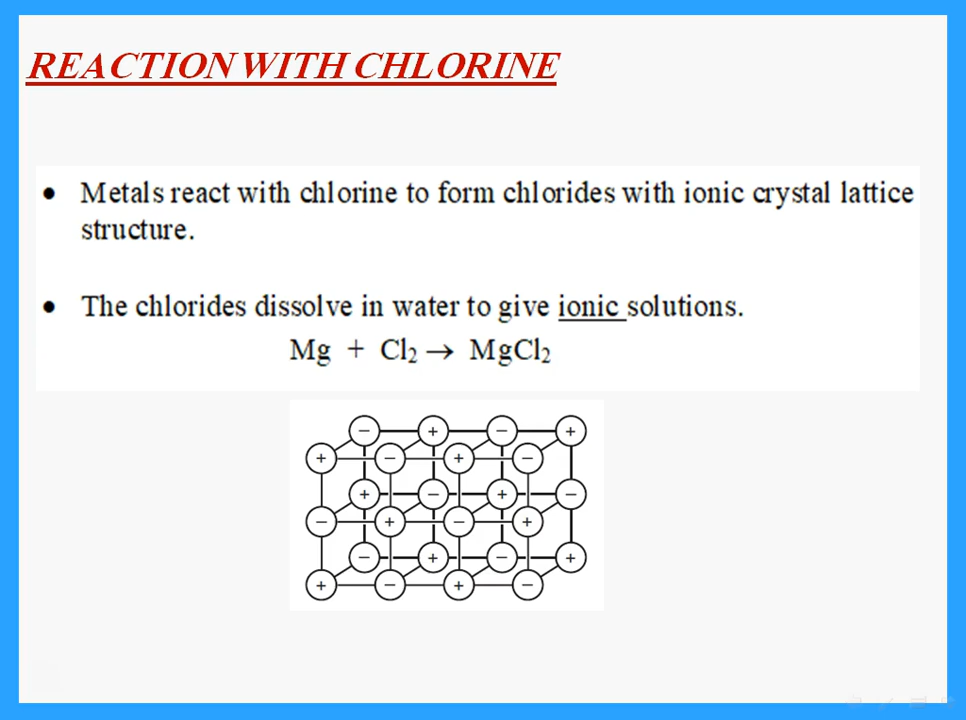 REACTION WITH CHLORINE
• Metals react with chlorine to form chlorides with ionic crystal lattice
structure.
• The chlorides dissolve in water to give ionic solutions.
Mg + Cl₂ → MgCl₂
− + − +
+ − + −
+ − + −
− + − +
− + − +
+ − + −